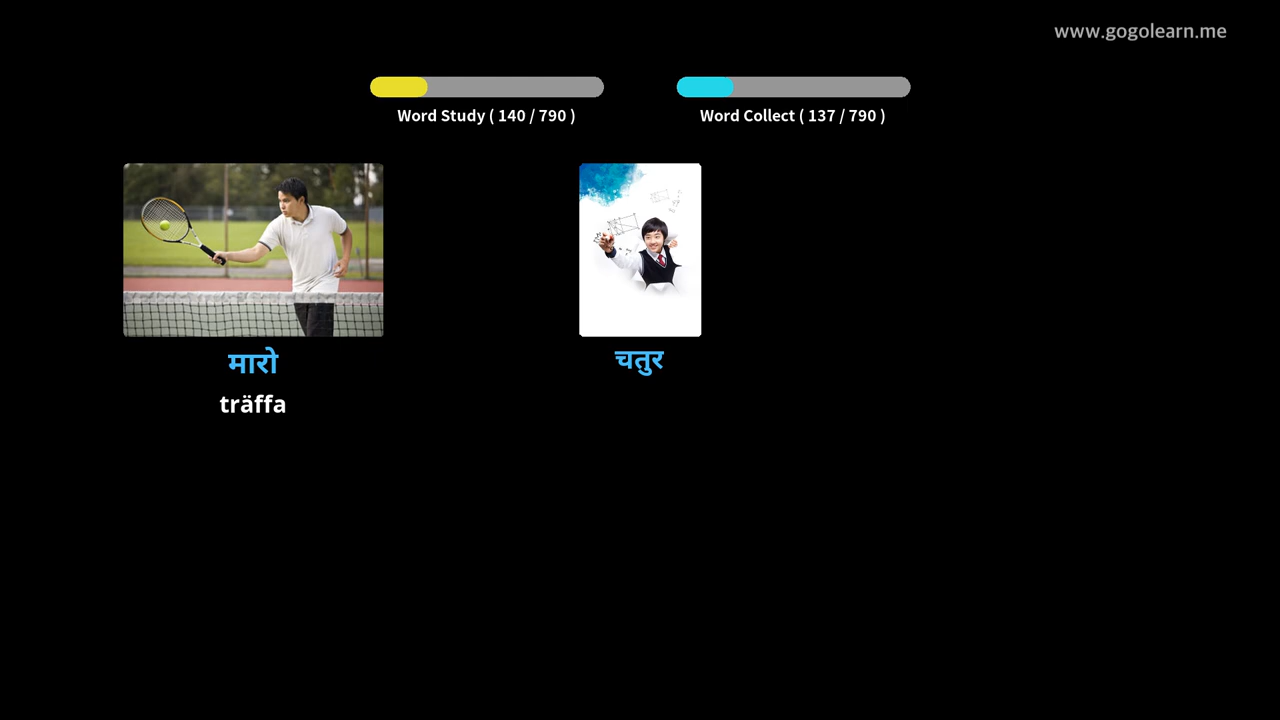 www.gogolearn.me
Word Study ( 140 / 790 )
Word Collect ( 137 / 790 )
मारो
träffa
चतुर